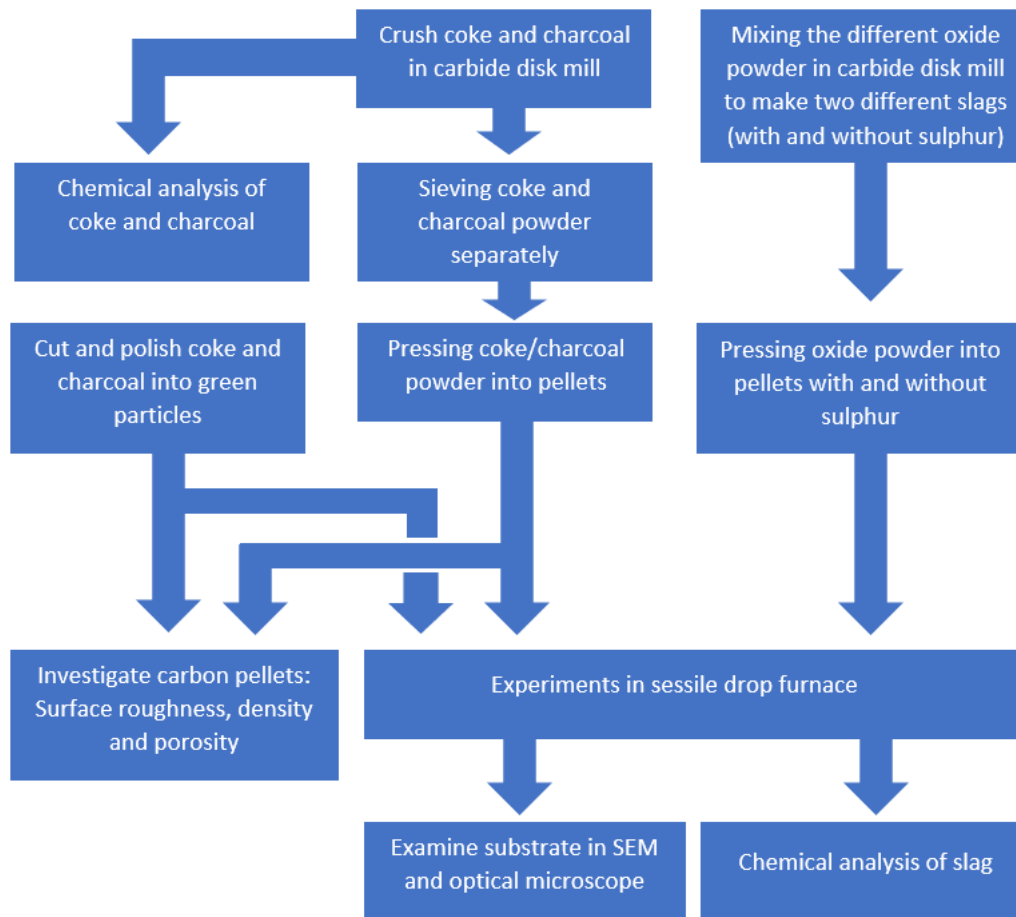 Crush coke and charcoal
in carbide disk mill
Mixing the different oxide
powder in carbide disk mill
to make two different slags
(with and without sulphur)
Chemical analysis of
coke and charcoal
Sieving coke and
charcoal powder
separately
Cut and polish coke and
charcoal into green
particles
Pressing coke/charcoal
powder into pellets
Pressing oxide powder into
pellets with and without
sulphur
Investigate carbon pellets:
Surface roughness, density
and porosity
Experiments in sessile drop furnace
Examine substrate in SEM
and optical microscope
Chemical analysis of slag